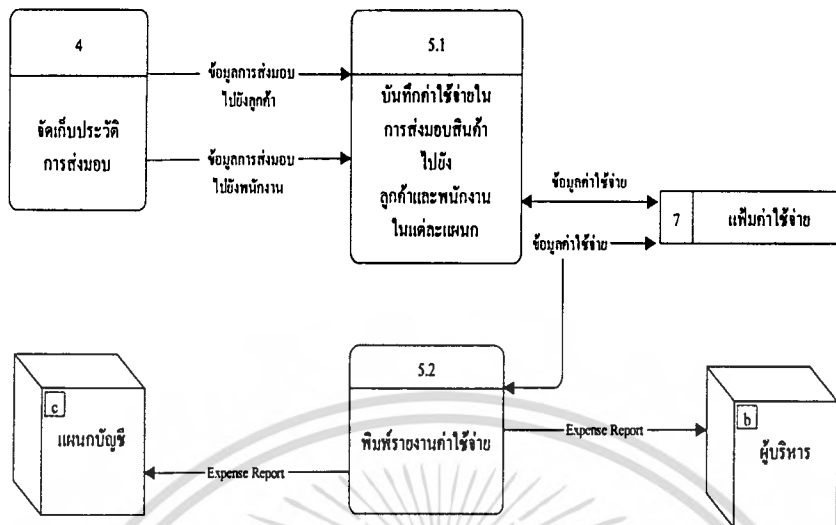 4
จัดเก็บประวัติ
การส่งมอบ
ข้อมูลการส่งมอบ
ไปยังลูกค้า
ข้อมูลการส่งมอบ
ไปยังพนักงาน
5.1
บันทึกค่าใช้จ่ายใน
การส่งมอบสินค้า
ไปยัง
ลูกค้าและพนักงาน
ในแต่ละแผนก
ข้อมูลค่าใช้จ่าย
7 แฟ้มค่าใช้จ่าย
ข้อมูลค่าใช้จ่าย
c
แผนกบัญชี
Expense Report
5.2
พิมพ์รายงานค่าใช้จ่าย
Expense Report
b
ผู้บริหาร